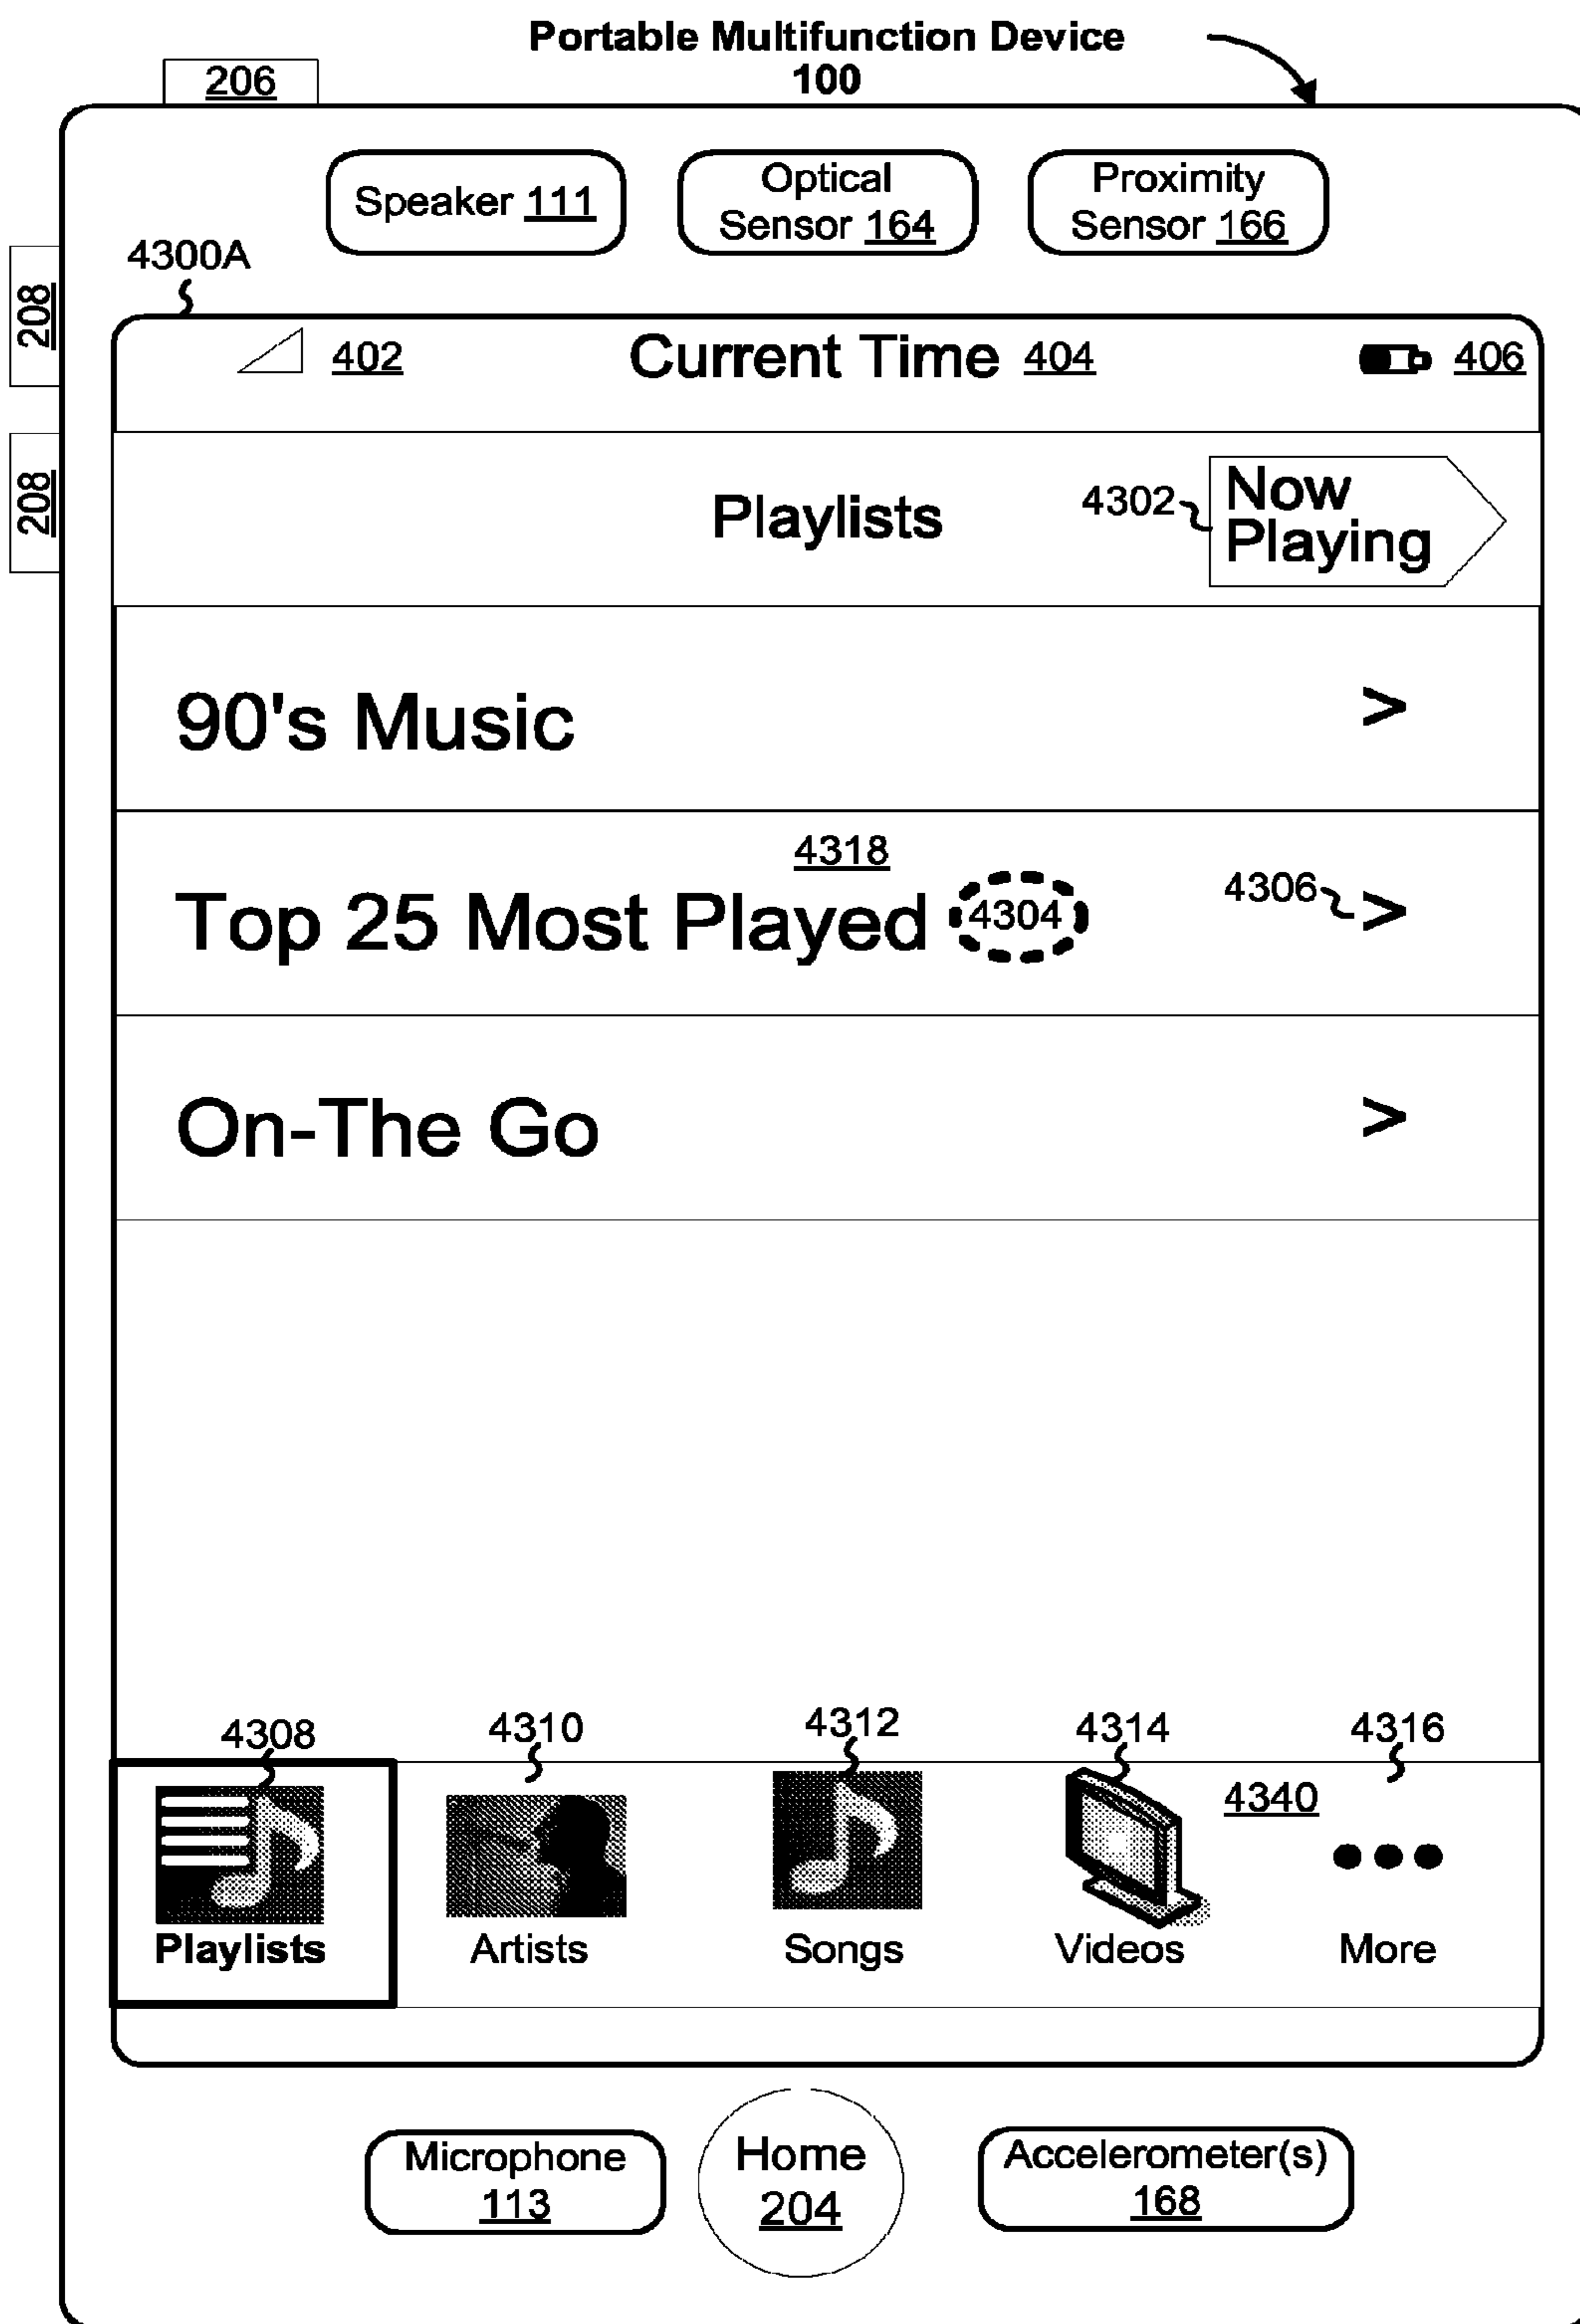 Portable Multifunction Device
100
206
Speaker 111
Optical
Sensor 164
Proximity
Sensor 166
208
208
4300A
402
Current Time 404
406
Playlists
4302
Now
Playing
90's Music
>
4318
Top 25 Most Played
4304
4306
>
On-The Go
>
4308
4310
4312
4314
4316
4340
Playlists
Artists
Songs
Videos
More
Microphone
113
Home
204
Accelerometer(s)
168